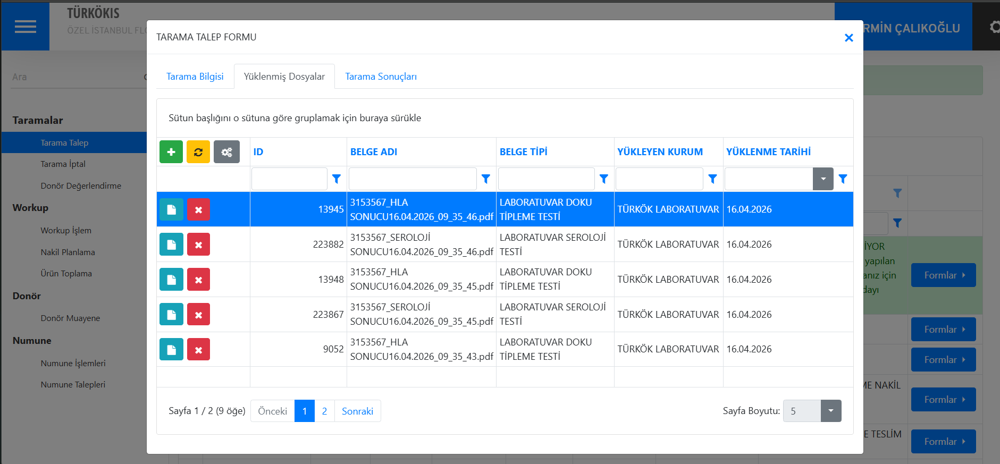 TÜRKÖKIS
ÖZEL İSTANBUL
RMİN ÇALIKOĞLU
TARAMA TALEP FORMU
Tarama Bilgisi
Yüklenmiş Dosyalar
Tarama Sonuçları
Ara
Taramalar
Tarama Talep
Tarama İptal
Donör Değerlendirme
Workup
Workup İşlem
Nakil Planlama
Ürün Toplama
Donör
Donör Muayene
Numune
Numune İşlemleri
Numune Talepleri
Sütun başlığını o sütuna göre gruplamak için buraya sürükle
ID BELGE ADI BELGE TİPİ YÜKLEYEN KURUM YÜKLENME TARİHİ
13945 3153567_HLA SONUCU16.04.2026_09_35_46.pdf LABORATUVAR DOKU TİPLEME TESTİ TÜRKÖK LABORATUVAR 16.04.2026
223882 3153567_SEROLOJİ SONUCU16.04.2026_09_35_46.pdf LABORATUVAR SEROLOJİ TESTİ TÜRKÖK LABORATUVAR 16.04.2026
13948 3153567_HLA SONUCU16.04.2026_09_35_45.pdf LABORATUVAR DOKU TİPLEME TESTİ TÜRKÖK LABORATUVAR 16.04.2026
223867 3153567_SEROLOJİ SONUCU16.04.2026_09_35_45.pdf LABORATUVAR SEROLOJİ TESTİ TÜRKÖK LABORATUVAR 16.04.2026
9052 3153567_HLA SONUCU16.04.2026_09_35_43.pdf LABORATUVAR DOKU TİPLEME TESTİ TÜRKÖK LABORATUVAR 16.04.2026
Sayfa 1 / 2 (9 öğe) Önceki 1 2 Sonraki
Sayfa Boyutu: 5
İYOR
yapılan
anız için
dayı
Formlar
Formlar
Formlar
ME NAKİL
Formlar
E TESLİM
Formlar